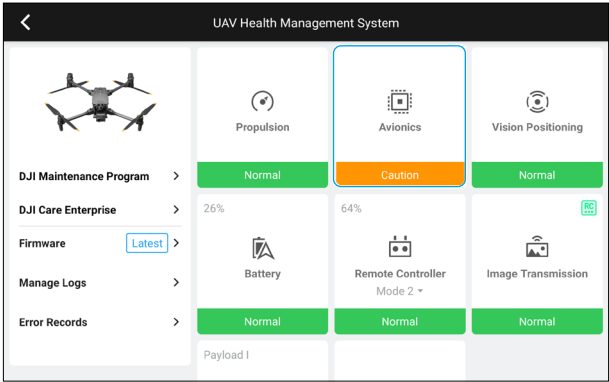 UAV Health Management System
Propulsion
Normal
Avionics
Caution
Vision Positioning
Normal
DJI Maintenance Program
DJI Care Enterprise
Firmware
Latest
Manage Logs
Error Records
26%
Battery
Normal
64%
Remote Controller
Mode 2
Normal
RC
Image Transmission
Normal
Payload I